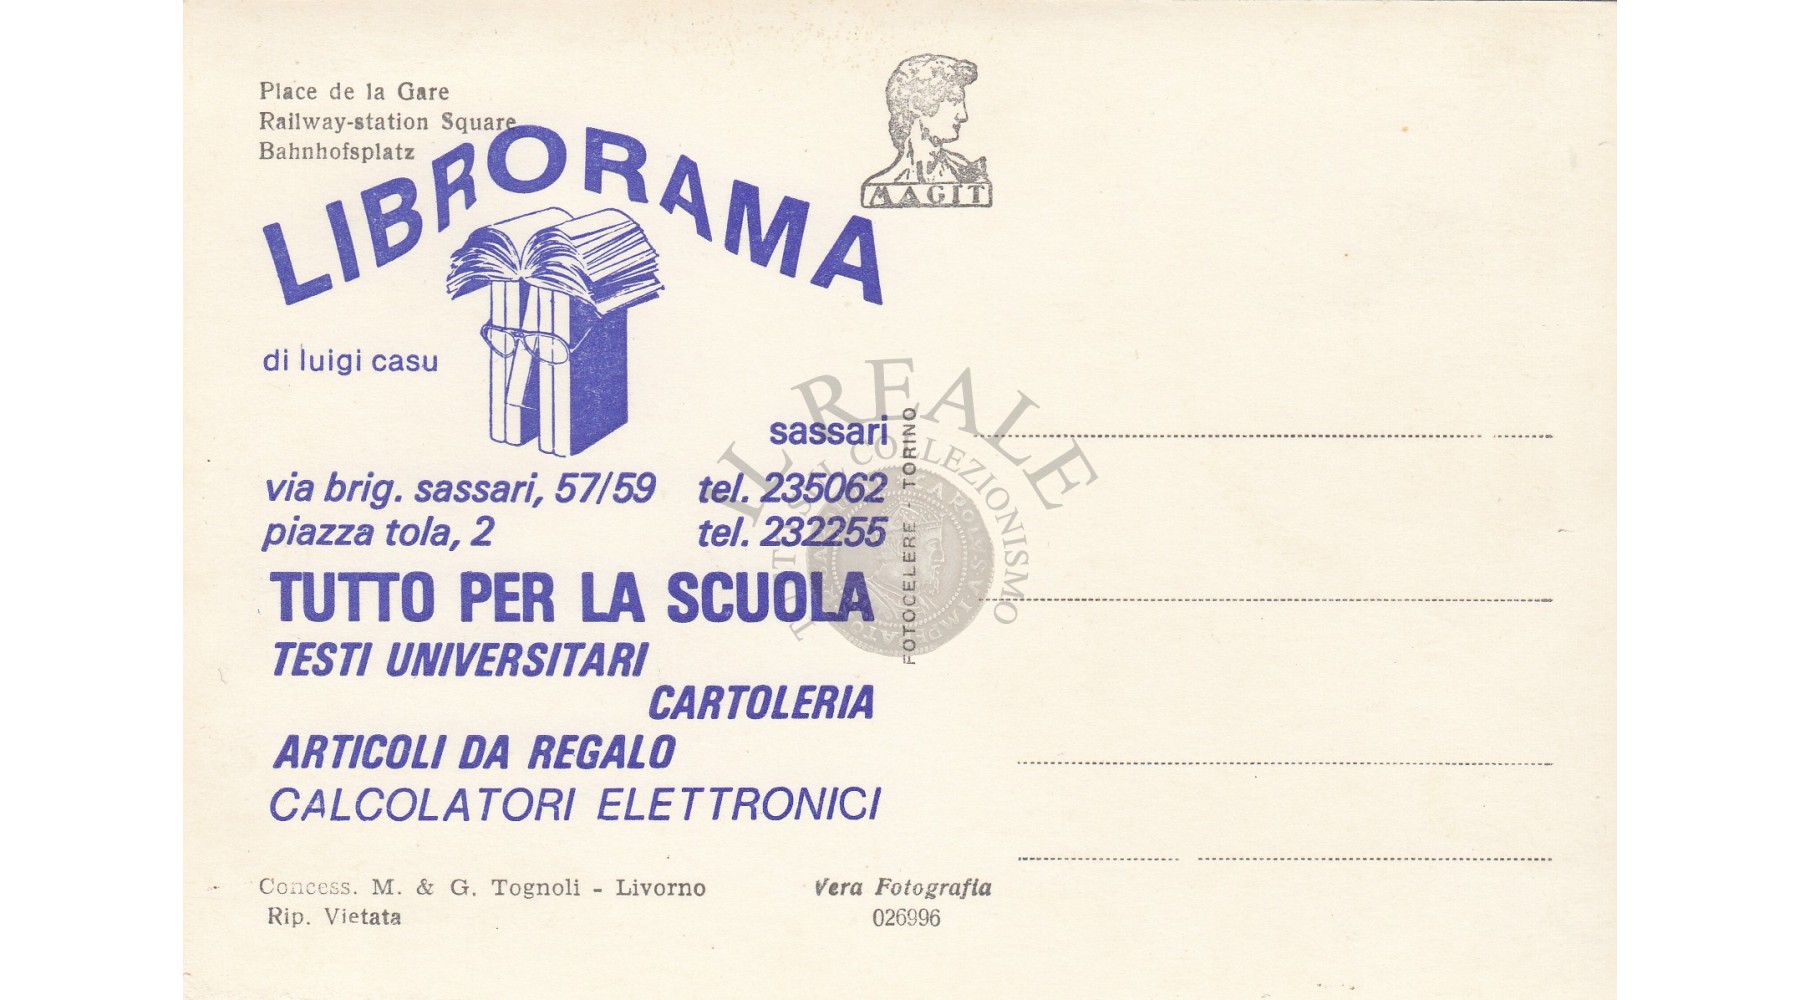 Place de la Gare
Railway-station Square
Bahnhofsplatz
MAGIT
LIBRORAMA
di luigi casu
sassari
via brig. sassari, 57/59 tel. 235062
piazza tola, 2 tel. 232255
TUTTO PER LA SCUOLA
TESTI UNIVERSITARI
CARTOLERIA
ARTICOLI DA REGALO
CALCOLATORI ELETTRONICI
Concess. M. & G. Tognoli - Livorno
Rip. Vietata
Vera Fotografia
026996
FOTOCELERE - TORINO
IL REALE
COLLEZIONISMO